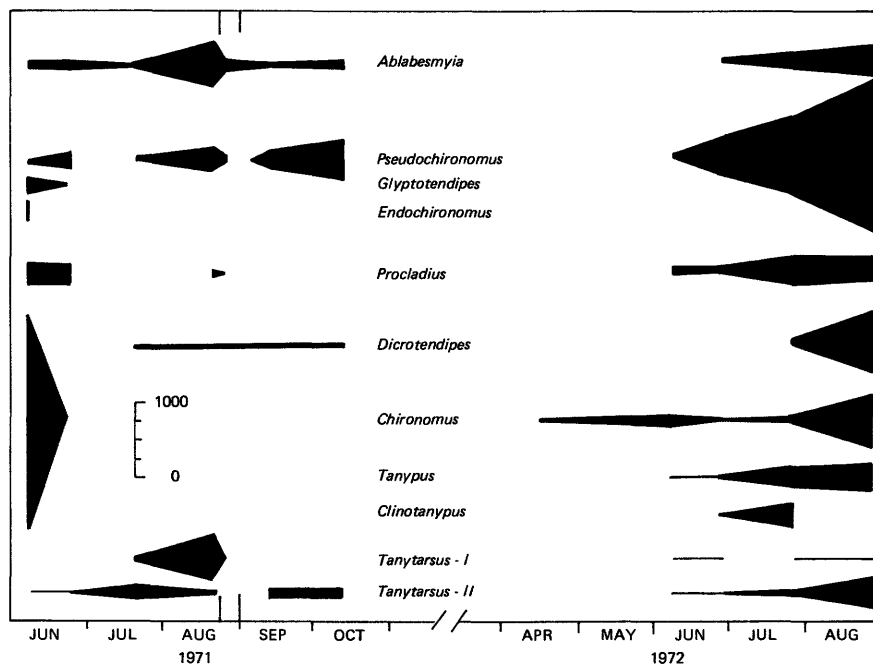 Ablabesmyia
Pseudochironomus
Glyptotendipes
Endochironomus
Procladius
Dicrotendipes
1000
Chironomus
0
Tanypus
Clinotanypus
Tanytarsus - I
Tanytarsus - II
JUN JUL AUG SEP OCT APR MAY JUN JUL AUG
1971 1972